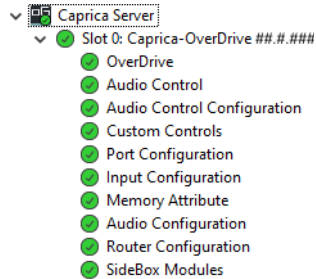 Caprica Server
Slot 0: Caprica-OverDrive ##.#.###
OverDrive
Audio Control
Audio Control Configuration
Custom Controls
Port Configuration
Input Configuration
Memory Attribute
Audio Configuration
Router Configuration
SideBox Modules